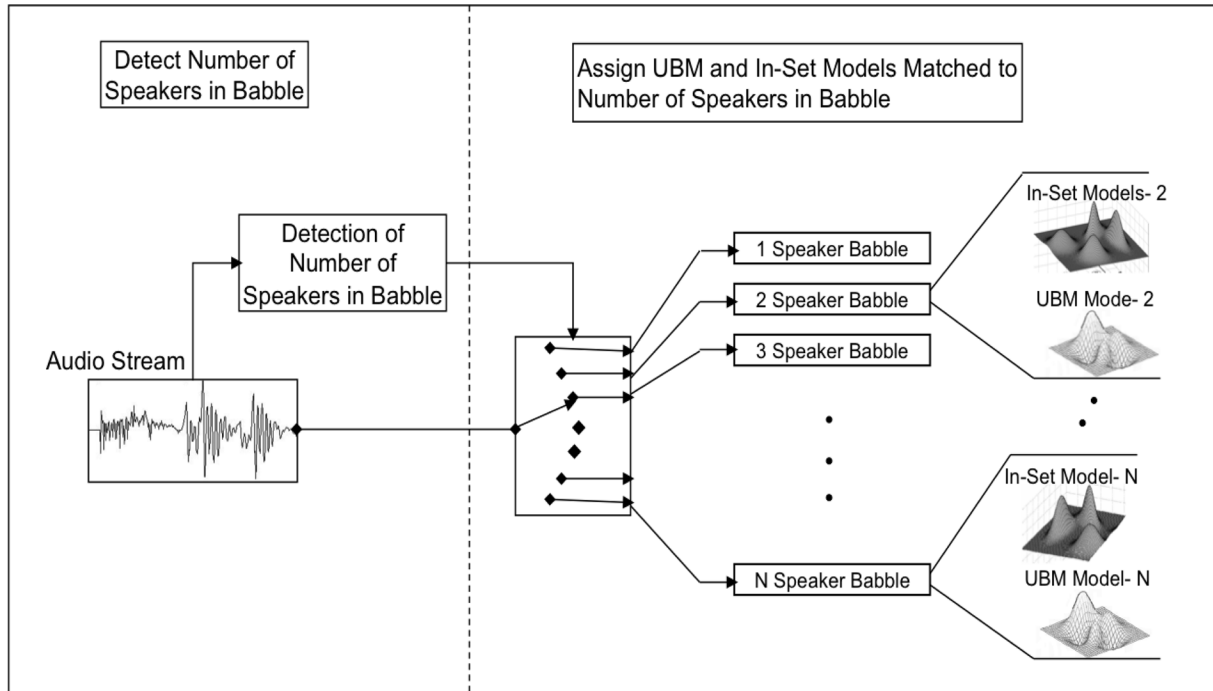 Detect Number of
Speakers in Babble
Assign UBM and In-Set Models Matched to
Number of Speakers in Babble
Detection of
Number of
Speakers in Babble
Audio Stream
1 Speaker Babble
2 Speaker Babble
3 Speaker Babble
N Speaker Babble
In-Set Models- 2
UBM Mode- 2
In-Set Model- N
UBM Model- N